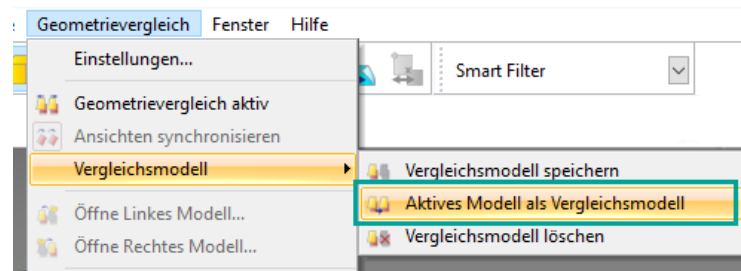 Geometrievergleich Fenster Hilfe
Einstellungen...
Smart Filter
Geometrievergleich aktiv
Ansichten synchronisieren
Vergleichsmodell
Vergleichsmodell speichern
Aktives Modell als Vergleichsmodell
Vergleichsmodell löschen
Öffne Linkes Modell...
Öffne Rechtes Modell...